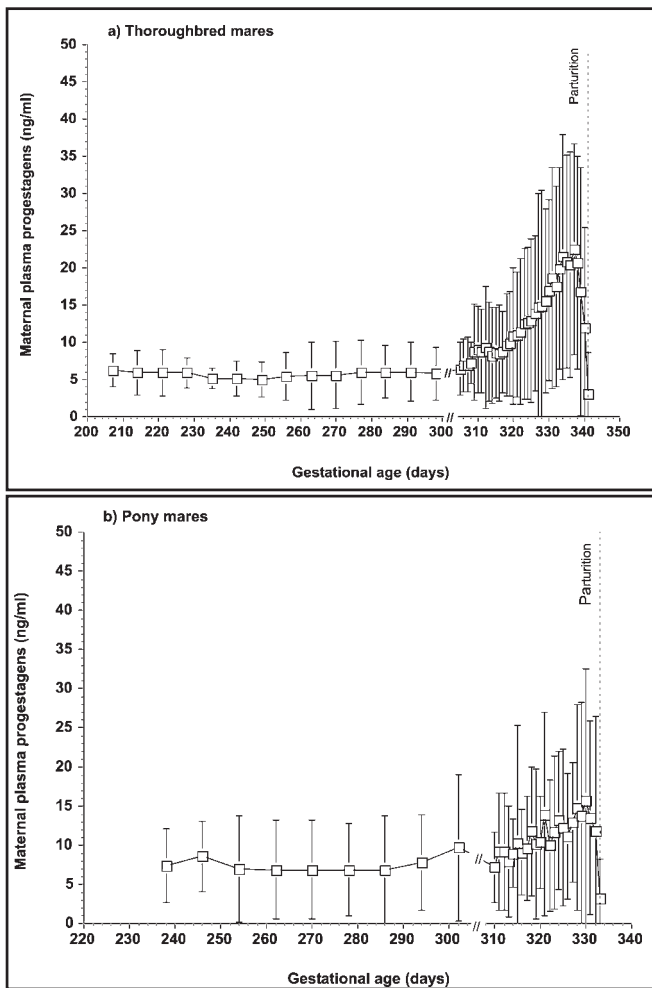 a) Thoroughbred mares
Maternal plasma progestagens (ng/ml)
50
45
40
35
30
25
20
15
10
5
0
Parturition
//
//
200 210 220 230 240 250 260 270 280 290 300 310 320 330 340 350
Gestational age (days)
b) Pony mares
Maternal plasma progestagens (ng/ml)
50
45
40
35
30
25
20
15
10
5
0
Parturition
//
//
220 230 240 250 260 270 280 290 300 310 320 330 340
Gestational age (days)